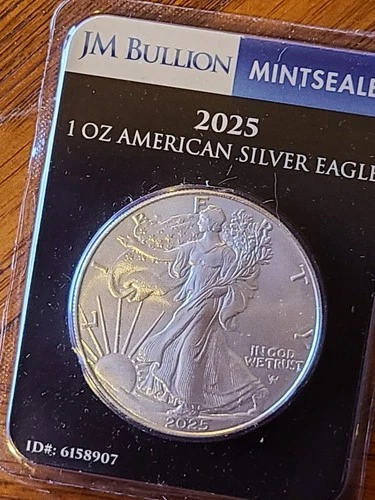 JM BULLION
MINTSEALE
2025
1 OZ AMERICAN SILVER EAGLE
LIBERTY
IN GOD
WE TRUST
2025
ID#: 6158907